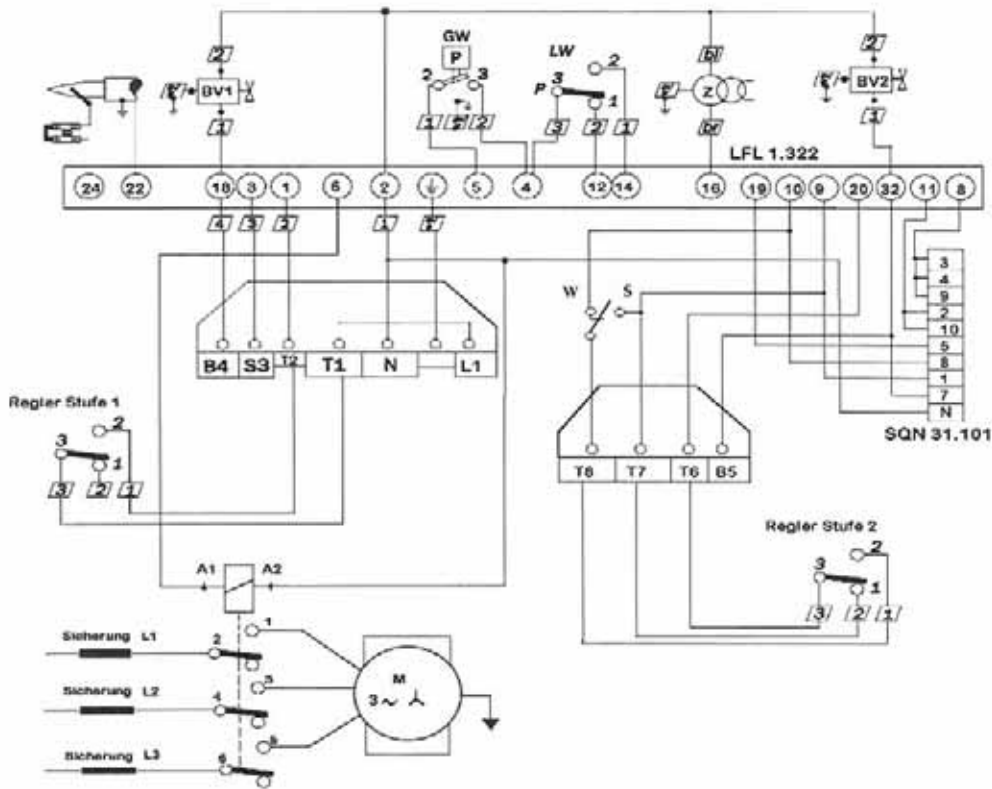 GW
LW
P
2
3
P
3
2
1
2
BV1
1
1
2
3
2
1
bl
Z
br
2
BV2
1
LFL 1.322
24 22 18 3 1 6 2 5 4 12 14 16 19 10 9 20 32 11 8
4 3 2 1
W S
3
4
9
2
10
5
8
1
7
N
SQN 31.101
B4 S3 T2 T1 N L1
Regler Stufe 1
2
3
1
3 2 1
T8 T7 T6 B5
Regler Stufe 2
2
3
1
3 2 1
A1 A2
Sicherung L1
2
1
Sicherung L2
4
3
Sicherung L3
6
5
M
3 ~